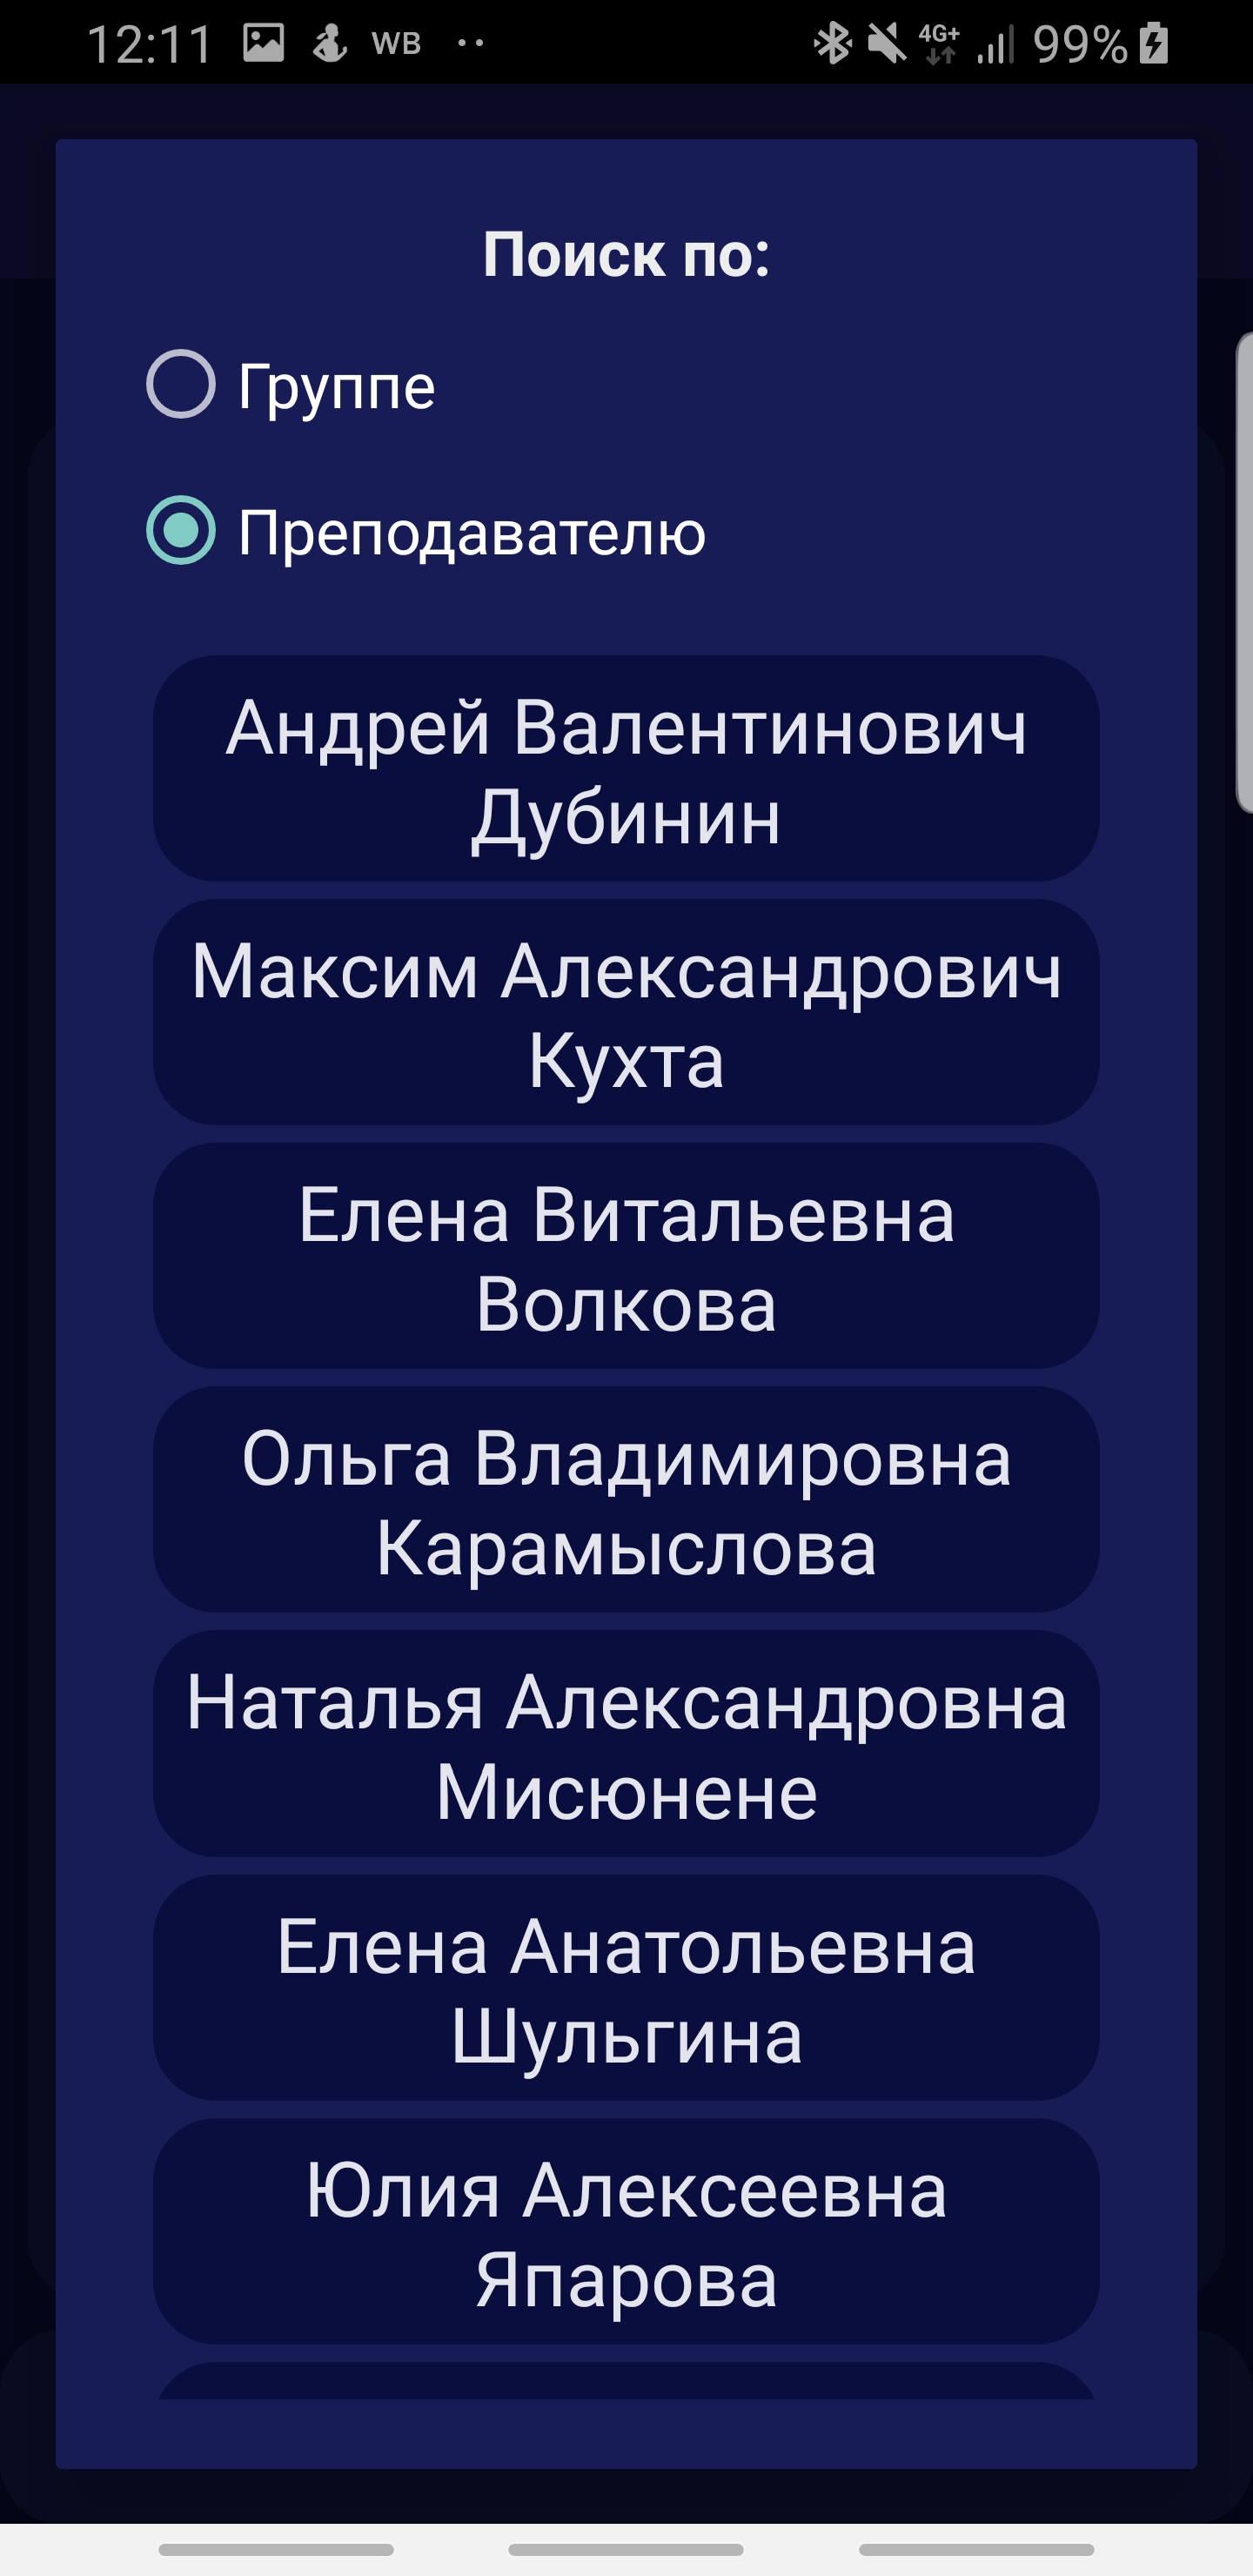 12:11 WB 4G+ 99%
Поиск по:
Группе
Преподавателю
Андрей Валентинович
Дубинин
Максим Александрович
Кухта
Елена Витальевна
Волкова
Ольга Владимировна
Карамыслова
Наталья Александровна
Мисюнене
Елена Анатольевна
Шульгина
Юлия Алексеевна
Япарова